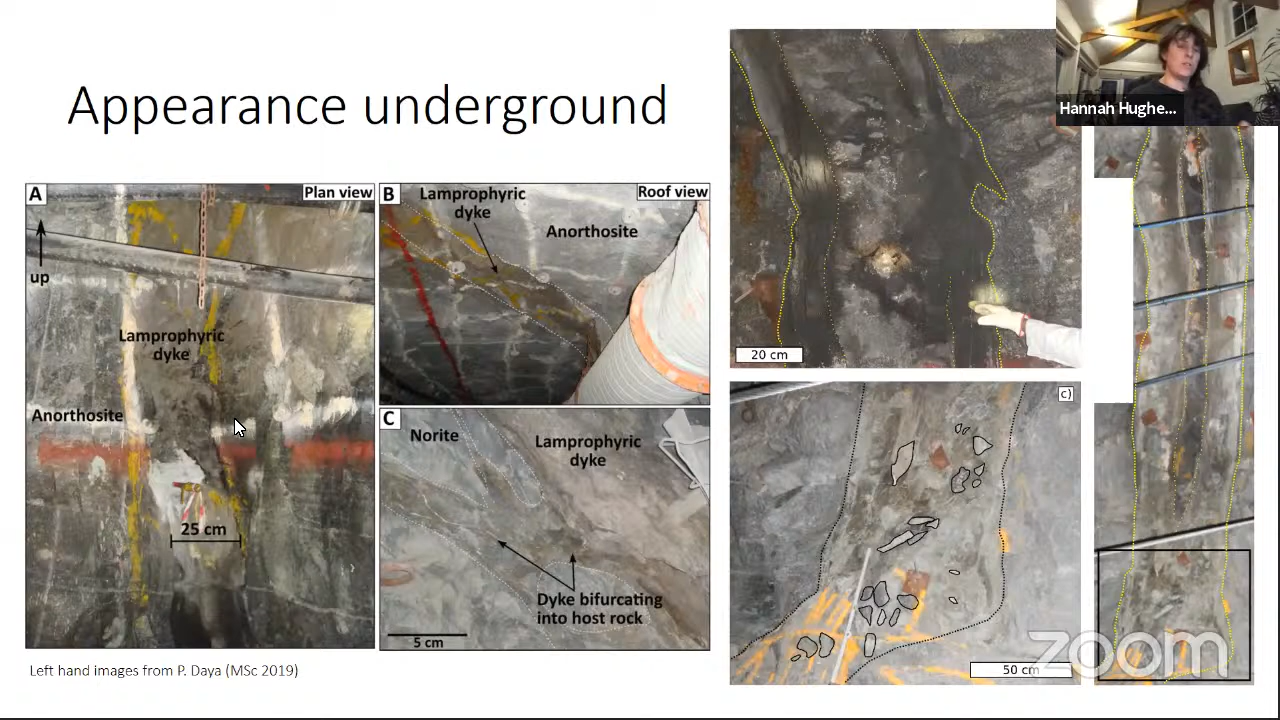 Appearance underground
A
Plan view
up
Lamprophyric
dyke
Anorthosite
25 cm
B
Lamprophyric
dyke
Roof view
Anorthosite
C
Norite
Lamprophyric
dyke
Dyke bifurcating
into host rock
5 cm
Left hand images from P. Daya (MSc 2019)
20 cm
c)
50 cm
Hannah Hughe...
zoom